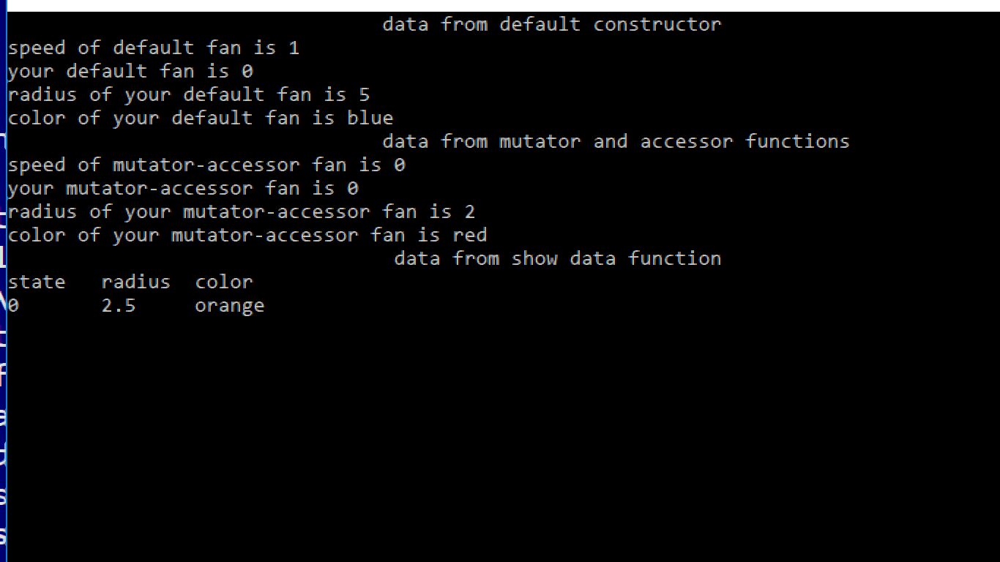 data from default constructor
speed of default fan is 1
your default fan is 0
radius of your default fan is 5
color of your default fan is blue
data from mutator and accessor functions
speed of mutator-accessor fan is 0
your mutator-accessor fan is 0
radius of your mutator-accessor fan is 2
color of your mutator-accessor fan is red
data from show data function
state radius color
0 2.5 orange